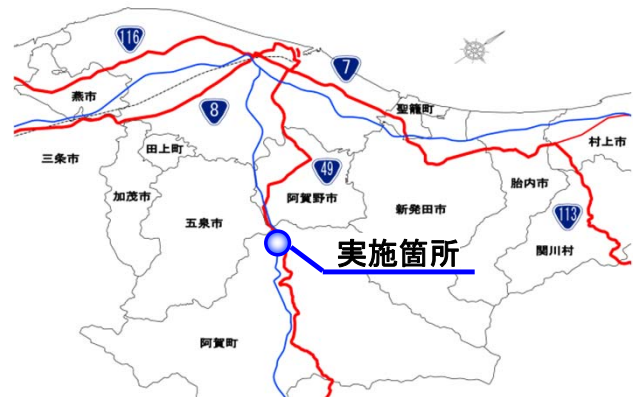 116
7
燕市
8
聖籠町
三条市
田上町
村上市
49
加茂市
阿賀野市
胎内市
五泉市
新発田市
113
関川村
実施箇所
阿賀町